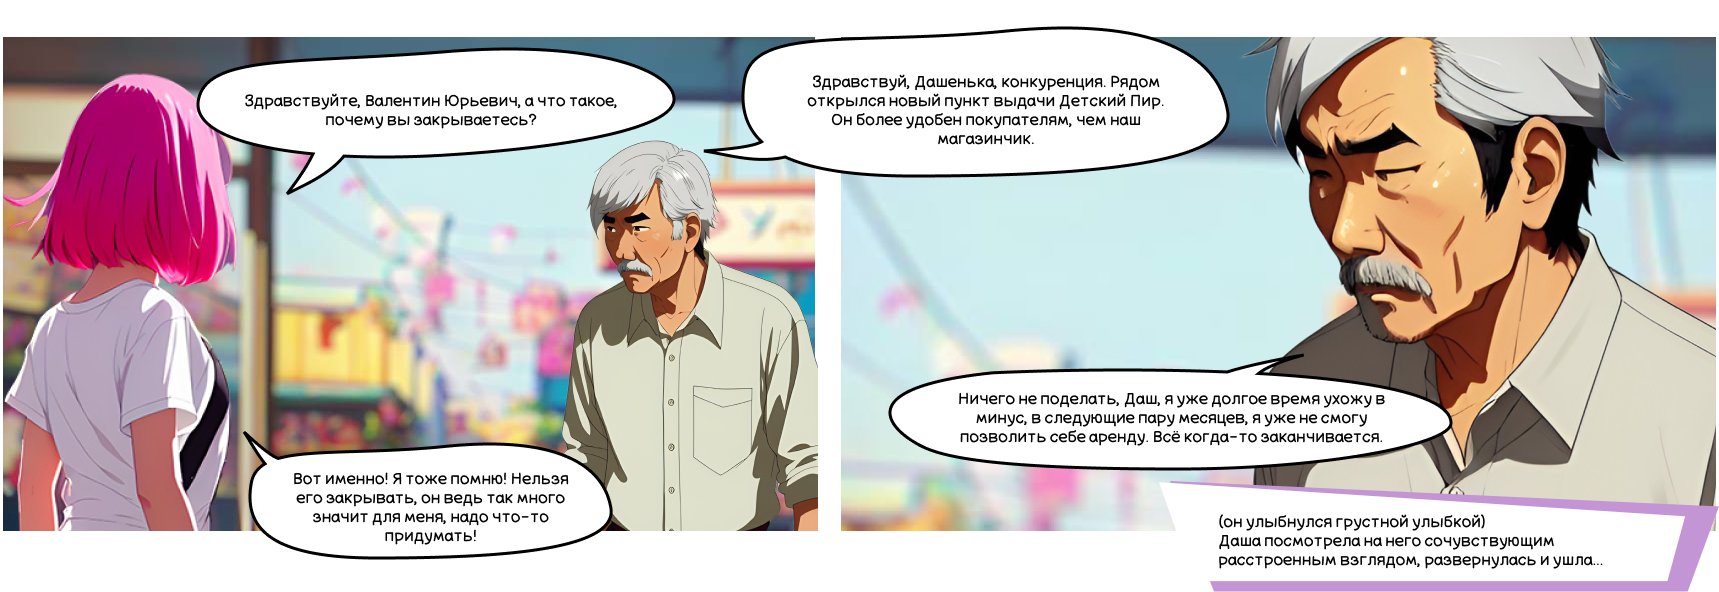 Здравствуйте, Валентин Юрьевич, а что такое,
почему вы закрываетесь?
Здравствуй, Дашенька, конкуренция. Рядом
открылся новый пункт выдачи Детский Пир.
Он более удобен покупателям, чем наш
магазинчик.
Вот именно! Я тоже помню! Нельзя
его закрывать, он ведь так много
значит для меня, надо что-то
придумать!
Ничего не поделать, Даш, я уже долгое время ухожу в
минус, в следующие пару месяцев, я уже не смогу
позволить себе аренду. Всё когда-то заканчивается.
(он улыбнулся грустной улыбкой)
Даша посмотрела на него сочувствующим
расстроенным взглядом, развернулась и ушла...